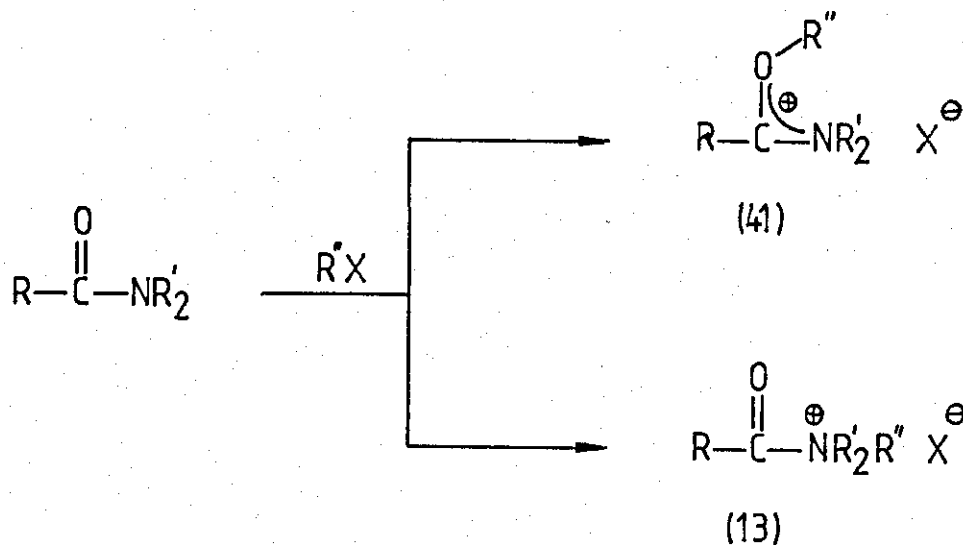 R"
O
⊕
R—C—NR'₂ X⊖
(41)
O
R—C—NR'₂
R"X
O
⊕
R—C—NR'₂R" X⊖
(13)